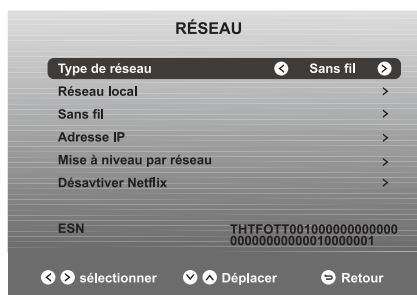 RÉSEAU
Type de réseau Sans fil
Réseau local
Sans fil
Adresse IP
Mise à niveau par réseau
Désavtiver Netflix
ESN THTFOTT001000000000000
00000000000010000001
sélectionner Déplacer Retour